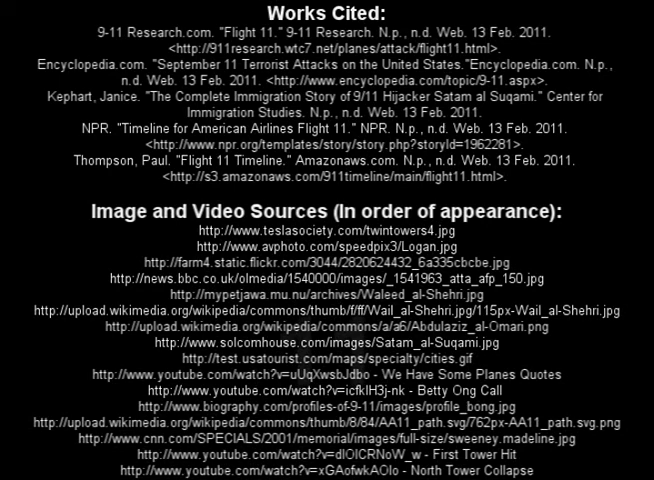 Works Cited:
9-11 Research.com. "Flight 11." 9-11 Research. N.p., n.d. Web. 13 Feb. 2011.
<http://911research.wtc7.net/planes/attack/flight11.html>.
Encyclopedia.com. "September 11 Terrorist Attacks on the United States."Encyclopedia.com. N.p.,
n.d. Web. 13 Feb. 2011. <http://www.encyclopedia.com/topic/9-11.aspx>.
Kephart, Janice. "The Complete Immigration Story of 9/11 Hijacker Satam al Suqami." Center for
Immigration Studies. N.p., n.d. Web. 13 Feb. 2011.
NPR. "Timeline for American Airlines Flight 11." NPR. N.p., n.d. Web. 13 Feb. 2011.
<http://www.npr.org/templates/story/story.php?storyId=1962281>.
Thompson, Paul. "Flight 11 Timeline." Amazonaws.com. N.p., n.d. Web. 13 Feb. 2011.
<http://s3.amazonaws.com/911timeline/main/flight11.html>.
Image and Video Sources (In order of appearance):
http://www.teslasociety.com/twintowers4.jpg
http://www.avphoto.com/speedpix3/Logan.jpg
http://farm4.static.flickr.com/3044/2820624432_6a335cbcbe.jpg
http://news.bbc.co.uk/olmedia/1540000/images/_1541963_atta_afp_150.jpg
http://mypetjawa.mu.nu/archives/Waleed_al-Shehri.jpg
http://upload.wikimedia.org/wikipedia/commons/thumb/f/ff/Wail_al-Shehri.jpg/115px-Wail_al-Shehri.jpg
http://upload.wikimedia.org/wikipedia/commons/a/a6/Abdulaziz_al-Omari.png
http://www.solcomhouse.com/images/Satam_al-Suqami.jpg
http://test.usatourist.com/maps/specialty/cities.gif
http://www.youtube.com/watch?v=uUqXwsbJdbo - We Have Some Planes Quotes
http://www.youtube.com/watch?v=icfkIH3j-nk - Betty Ong Call
http://www.biography.com/profiles-of-9-11/images/profile_bong.jpg
http://upload.wikimedia.org/wikipedia/commons/thumb/8/84/AA11_path.svg/762px-AA11_path.svg.png
http://www.cnn.com/SPECIALS/2001/memorial/images/full-size/sweeney.madeline.jpg
http://www.youtube.com/watch?v=dIOlCRNoW_w - First Tower Hit
http://www.youtube.com/watch?v=xGAofwkAOlo - North Tower Collapse